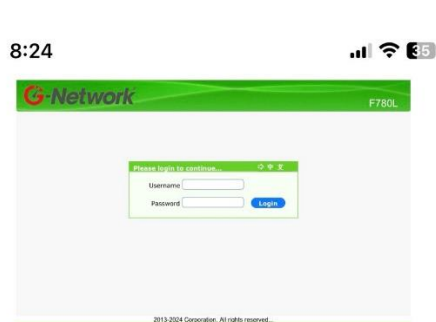 8:24
35
G-Network
F780L
Please login to continue...
Username
Password
Login
2013-2024 Corporation. All rights reserved...